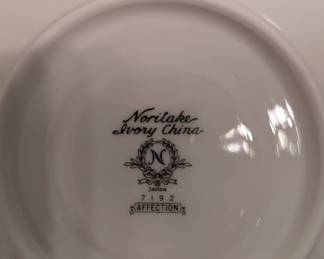 Noritake
Ivory China
N
JAPAN
7192
AFFECTION